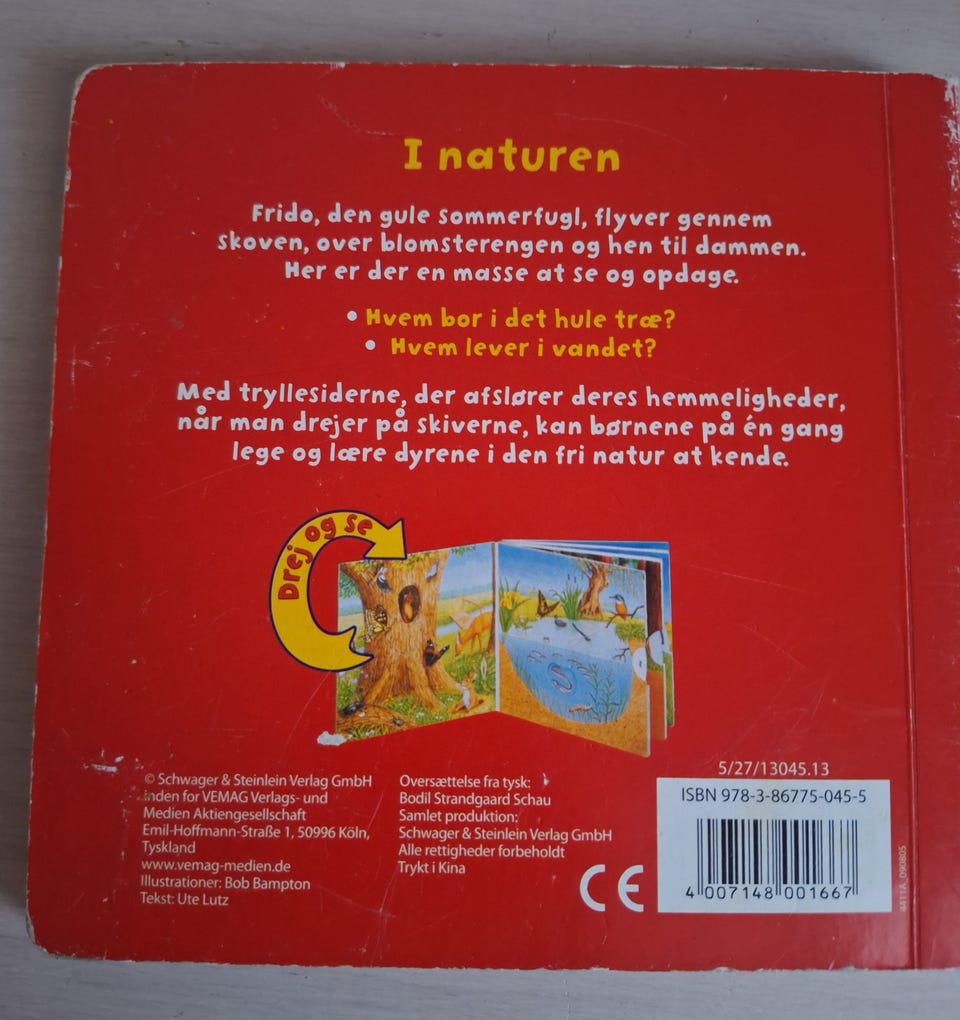 I naturen
Frido, den gule sommerfugl, flyver gennem
skoven, over blomsterengen og hen til dammen.
Her er der en masse at se og opdage.
• Hvem bor i det hule træ?
• Hvem lever i vandet?
Med tryllesiderne, der afslører deres hemmeligheder,
når man drejer på skiverne, kan børnene på én gang
lege og lære dyrene i den fri natur at kende.
Drej og se
© Schwager & Steinlein Verlag GmbH
inden for VEMAG Verlags- und
Medien Aktiengesellschaft
Emil-Hoffmann-Straße 1, 50996 Köln,
Tyskland
www.vemag-medien.de
Illustrationer: Bob Bampton
Tekst: Ute Lutz
Oversættelse fra tysk:
Bodil Strandgaard Schau
Samlet produktion:
Schwager & Steinlein Verlag GmbH
Alle rettigheder forbeholdt
Trykt i Kina
CE
5/27/13045.13
ISBN 978-3-86775-045-5
4 007148 001667
4411A_090805